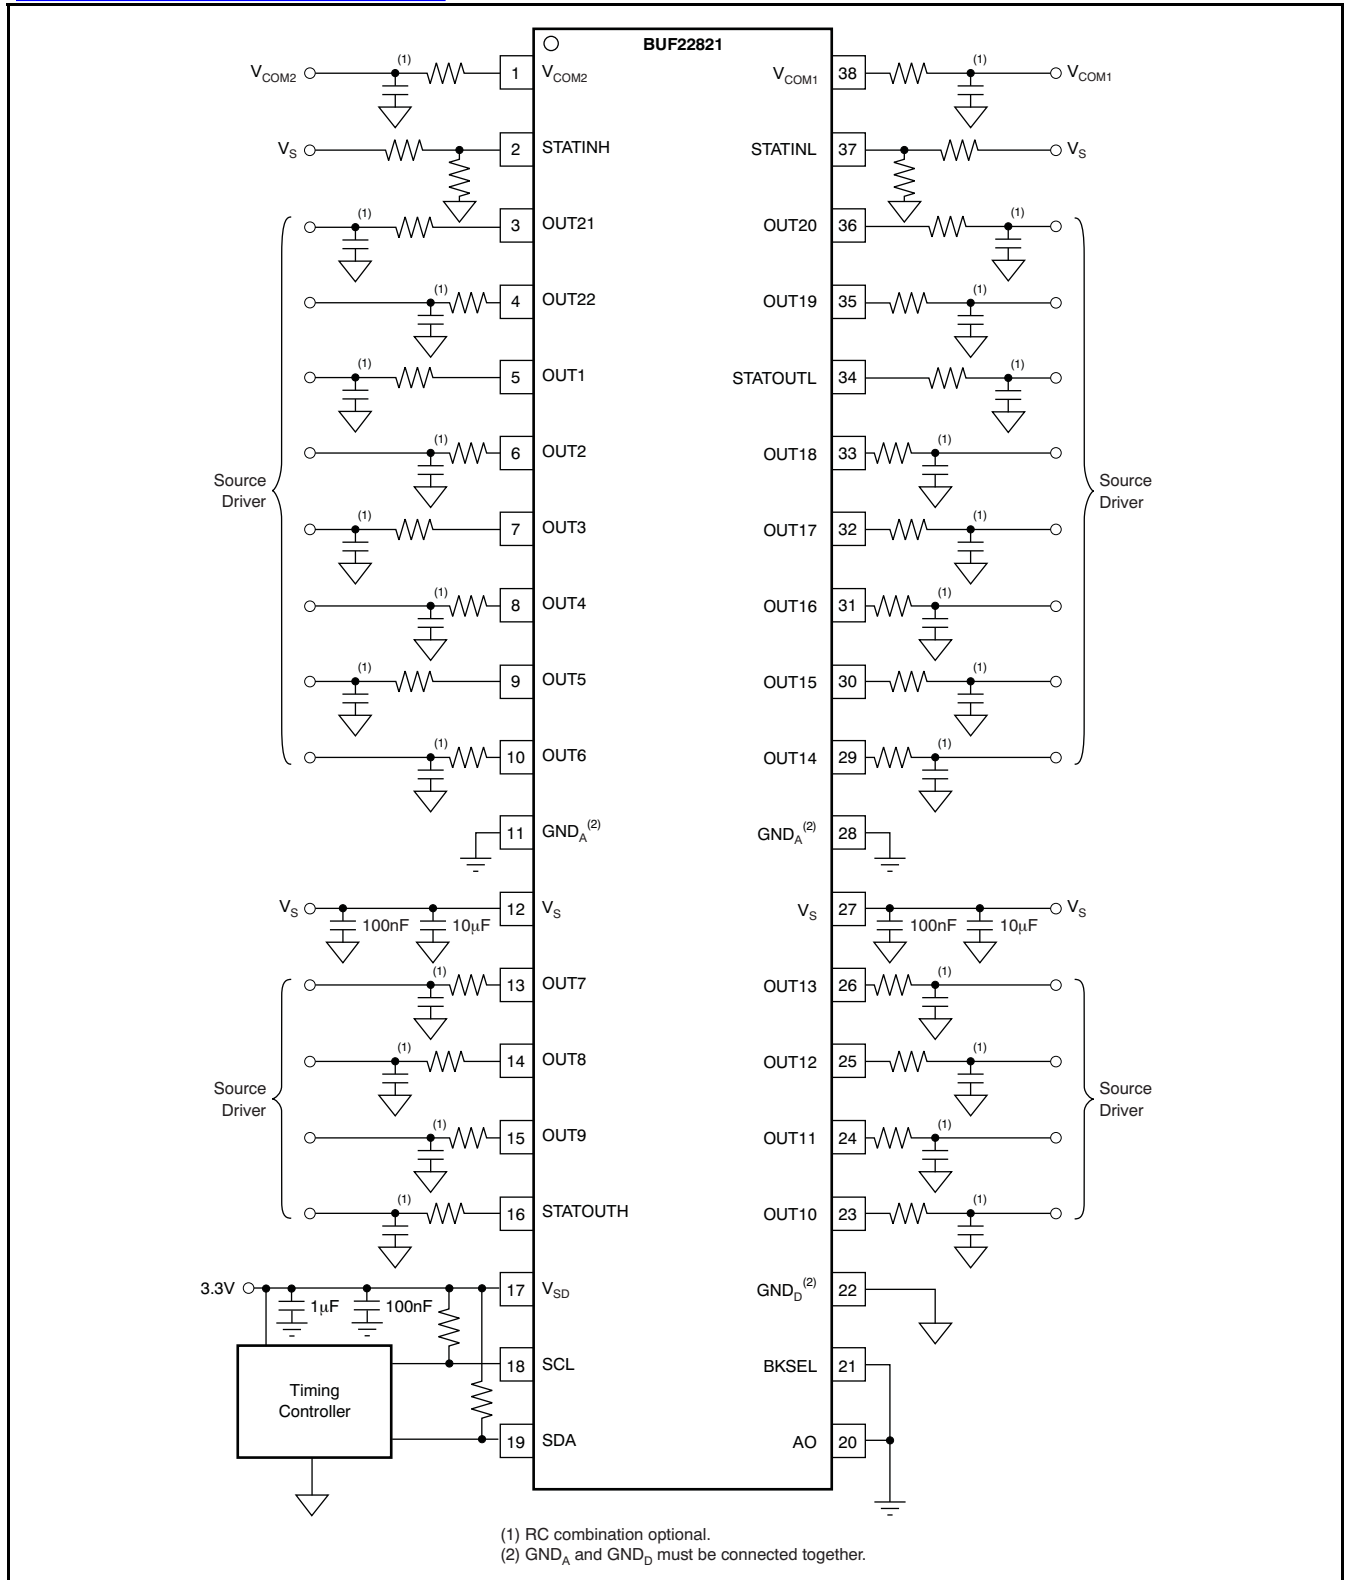 BUF22821
V_COM2 (1) 1 V_COM2 V_COM1 38 (1) V_COM1
V_S 2 STATINH STATINL 37 V_S
(1) 3 OUT21 OUT20 36 (1)
(1) 4 OUT22 OUT19 35 (1)
(1) 5 OUT1 STATOUTL 34 (1)
(1) 6 OUT2 OUT18 33 (1)
Source
Driver
Source
Driver
(1) 7 OUT3 OUT17 32 (1)
(1) 8 OUT4 OUT16 31 (1)
(1) 9 OUT5 OUT15 30 (1)
(1) 10 OUT6 OUT14 29 (1)
11 GND_A(2) GND_A(2) 28
V_S 100nF 10μF 12 V_S V_S 27 100nF 10μF V_S
(1) 13 OUT7 OUT13 26 (1)
(1) 14 OUT8 OUT12 25 (1)
Source
Driver
Source
Driver
(1) 15 OUT9 OUT11 24 (1)
(1) 16 STATOUTH OUT10 23 (1)
3.3V 1μF 100nF 17 V_SD GND_D(2) 22
18 SCL BKSEL 21
Timing
Controller
19 SDA AO 20
(1) RC combination optional.
(2) GND_A and GND_D must be connected together.